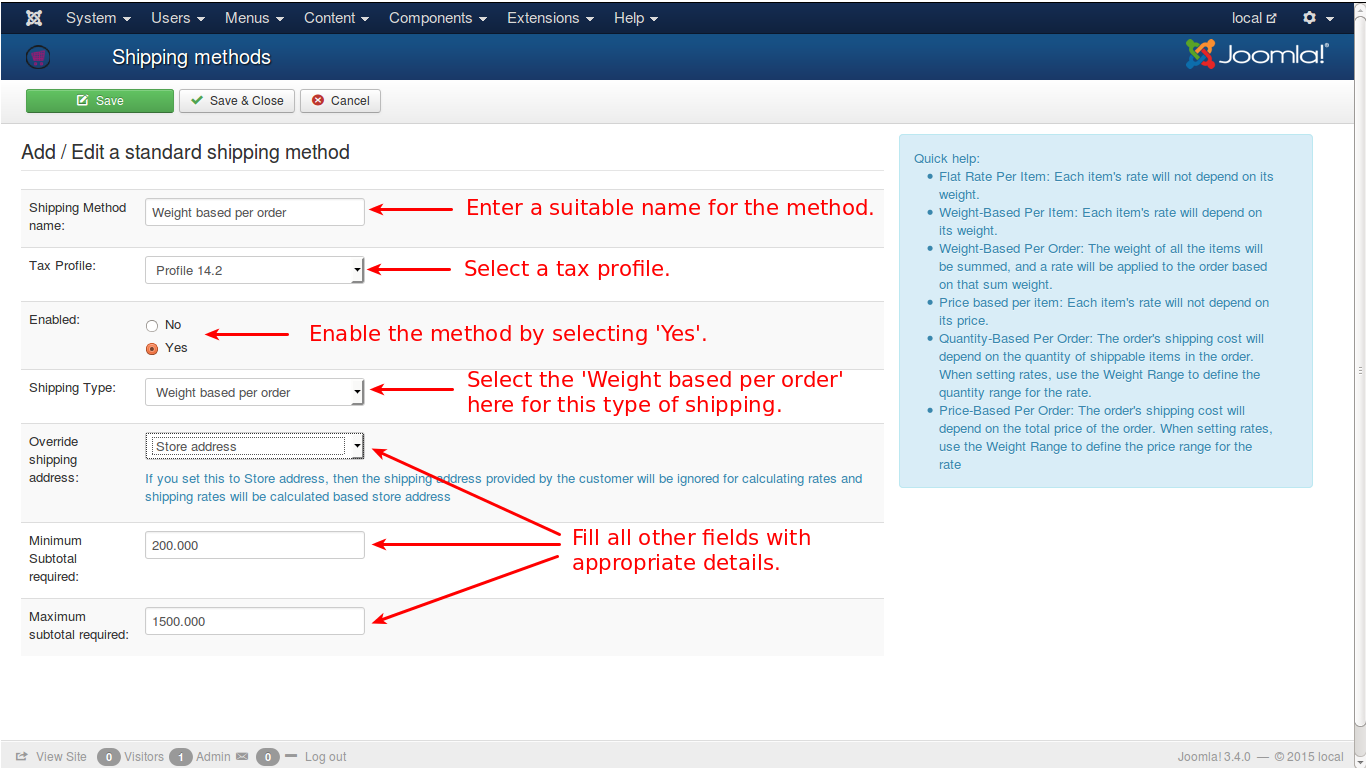 System Users Menus Content Components Extensions Help local
Shipping methods Joomla!®
Save Save & Close Cancel
Add / Edit a standard shipping method
Shipping Method
name:
Weight based per order
Enter a suitable name for the method.
Tax Profile:
Profile 14.2
Select a tax profile.
Enabled:
No
Yes
Enable the method by selecting 'Yes'.
Shipping Type:
Weight based per order
Select the 'Weight based per order'
here for this type of shipping.
Override
shipping
address:
Store address
If you set this to Store address, then the shipping address provided by the customer will be ignored for calculating rates and
shipping rates will be calculated based store address
Minimum
Subtotal
required:
200.000
Fill all other fields with
appropriate details.
Maximum
subtotal required:
1500.000
Quick help:
Flat Rate Per Item: Each item's rate will not depend on its
weight.
Weight-Based Per Item: Each item's rate will depend on
its weight.
Weight-Based Per Order: The weight of all the items will
be summed, and a rate will be applied to the order based
on that sum weight.
Price based per item: Each item's rate will not depend on
its price.
Quantity-Based Per Order: The order's shipping cost will
depend on the quantity of shippable items in the order.
When setting rates, use the Weight Range to define the
quantity range for the rate.
Price-Based Per Order: The order's shipping cost will
depend on the total price of the order. When setting rates,
use the Weight Range to define the price range for the
rate
View Site 0 Visitors 1 Admin 0 Log out Joomla! 3.4.0 — © 2015 local